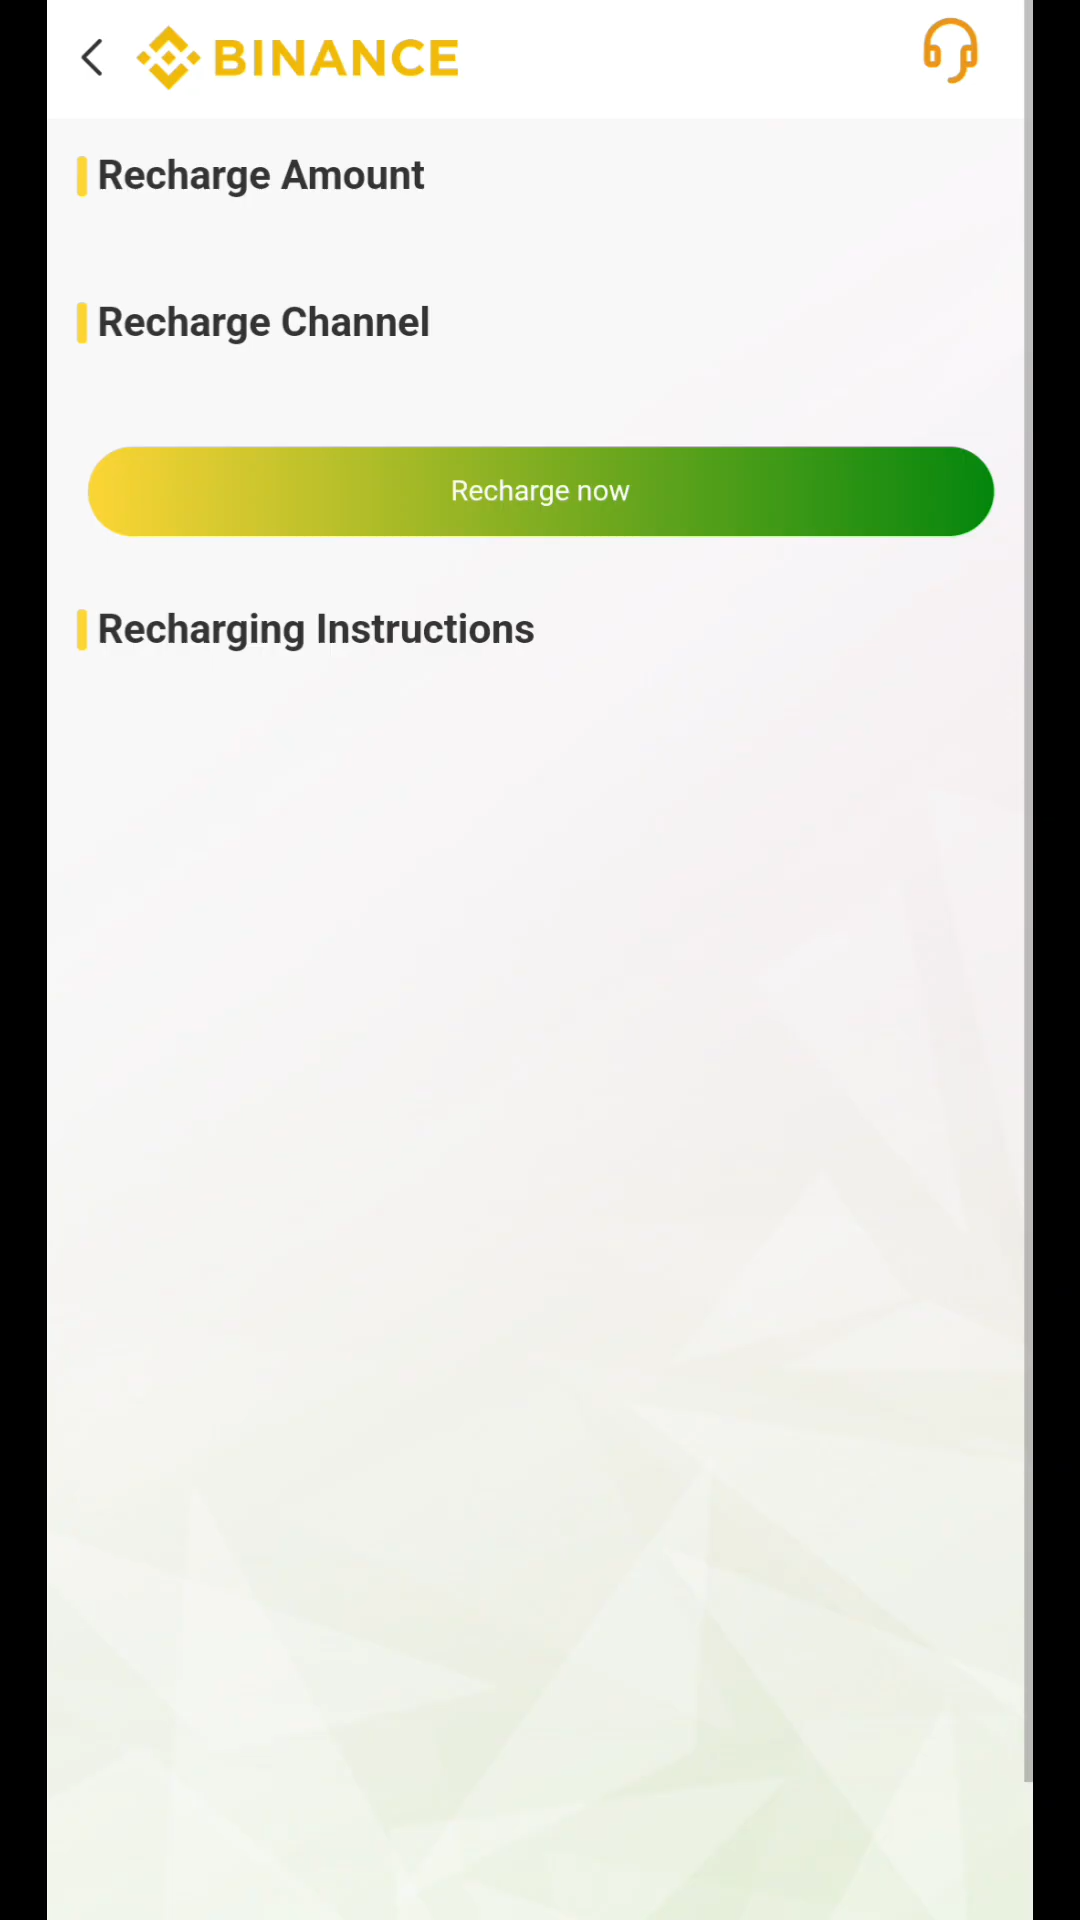 BINANCE
Recharge Amount
Recharge Channel
Recharge now
Recharging Instructions